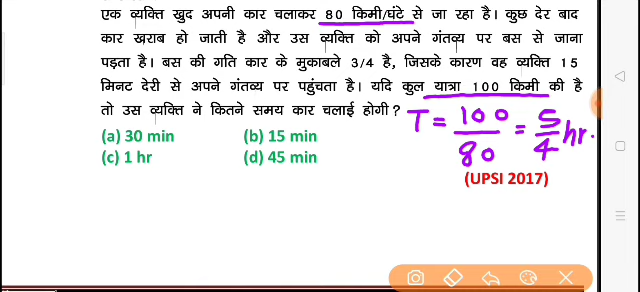 एक व्यक्ति खुद अपनी कार चलाकर 80 किमी/घंटे से जा रहा है। कुछ देर बाद
कार ख़राब हो जाती है और उस व्यक्ति को अपने गंतव्य पर बस से जाना
पड़ता है। बस की गति कार के मुकाबले 3/4 है, जिसके कारण वह व्यक्ति 15
मिनट देरी से अपने गंतव्य पर पहुंचता है। यदि कुल यात्रा 100 किमी की है
तो उस व्यक्ति ने कितने समय कार चलाई होगी ?
T = 100/80 = 5/4 hr.
(a) 30 min (b) 15 min
(c) 1 hr (d) 45 min
(UPSI 2017)